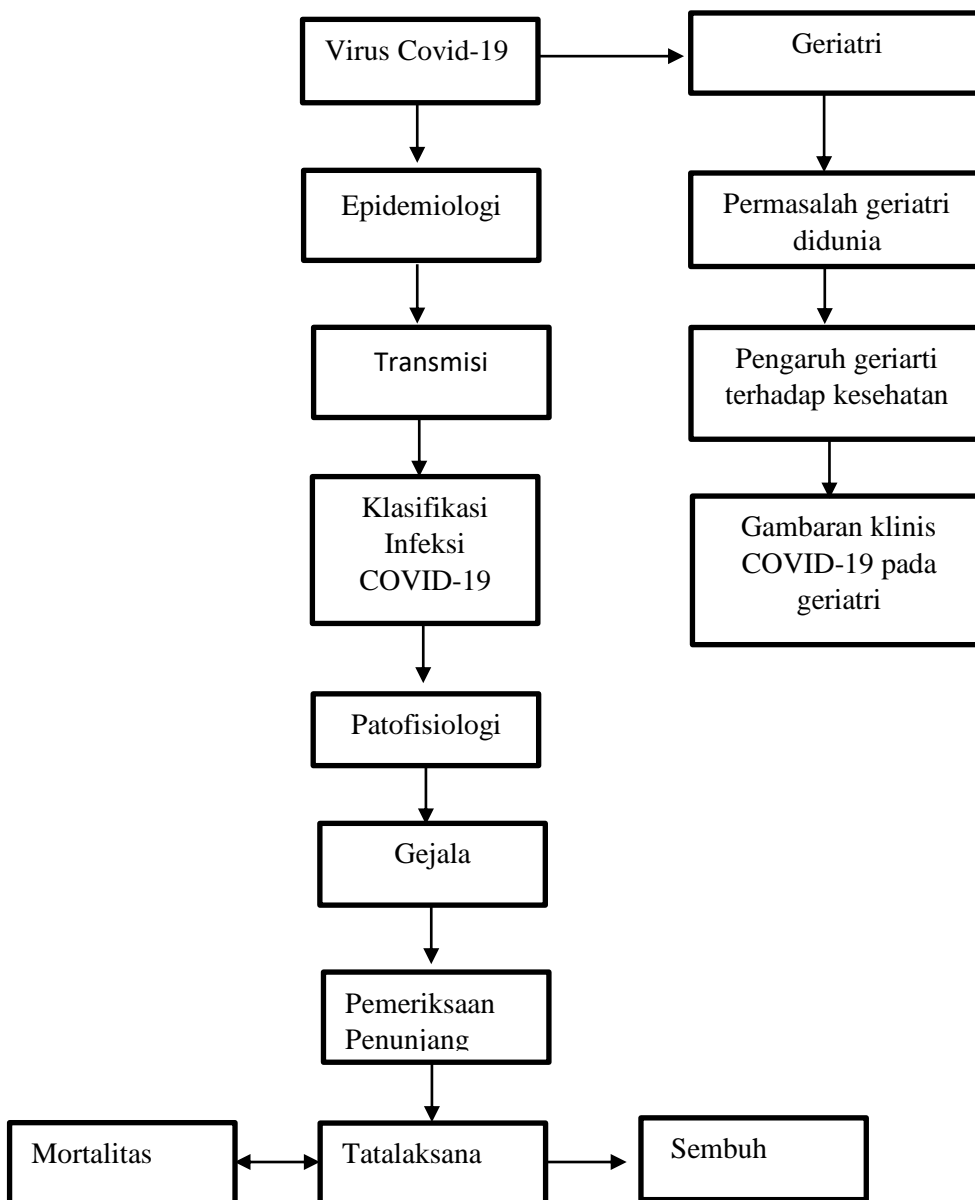 Virus Covid-19
Geriatri
Epidemiologi
Permasalah geriatri
didunia
Transmisi
Pengaruh geriarti
terhadap kesehatan
Klasifikasi
Infeksi
COVID-19
Gambaran klinis
COVID-19 pada
geriatri
Patofisiologi
Gejala
Pemeriksaan
Penunjang
Mortalitas
Tatalaksana
Sembuh